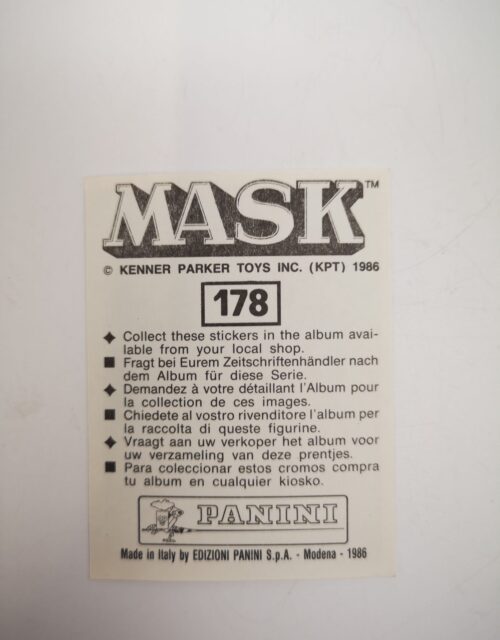 MASK™
© KENNER PARKER TOYS INC. (KPT) 1986
178
◆ Collect these stickers in the album avai-
lable from your local shop.
■ Fragt bei Eurem Zeitschriftenhändler nach
dem Album für diese Serie.
◆ Demandez à votre détaillant l'Album pour
la collection de ces images.
■ Chiedete al vostro rivenditore l'album per
la raccolta di queste figurine.
◆ Vraagt aan uw verkoper het album voor
uw verzameling van deze prentjes.
■ Para coleccionar estos cromos compra
tu album en cualquier kiosko.
PANINI
Made in Italy by EDIZIONI PANINI S.p.A. - Modena - 1986